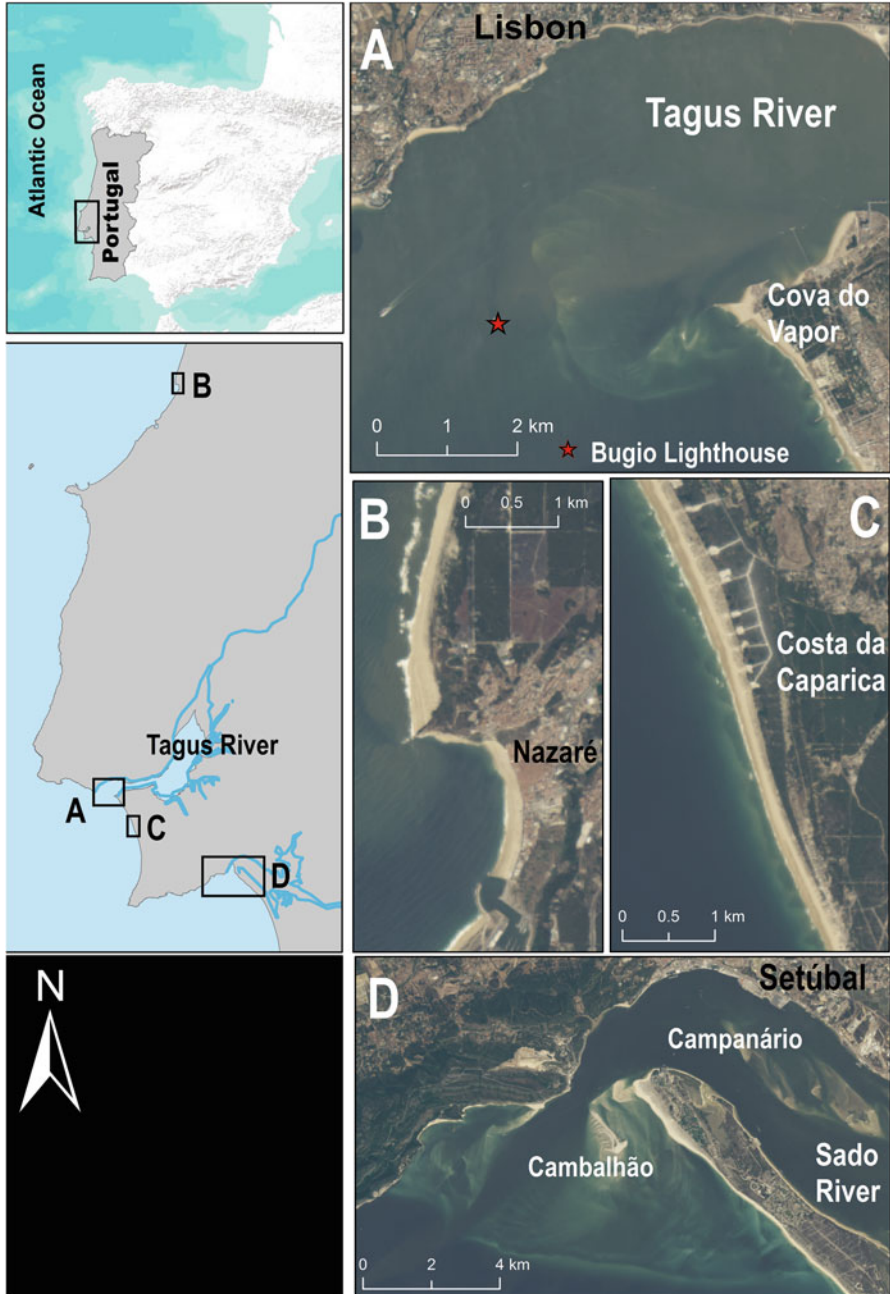 Atlantic Ocean
Portugal
B
Tagus River
A
C
D
N
A
Lisbon
Tagus River
Cova do
Vapor
0 1 2 km
Bugio Lighthouse
B
0 0.5 1 km
Nazaré
C
Costa da
Caparica
0 0.5 1 km
D
Setúbal
Campanário
Cambalhão
Sado
River
0 2 4 km